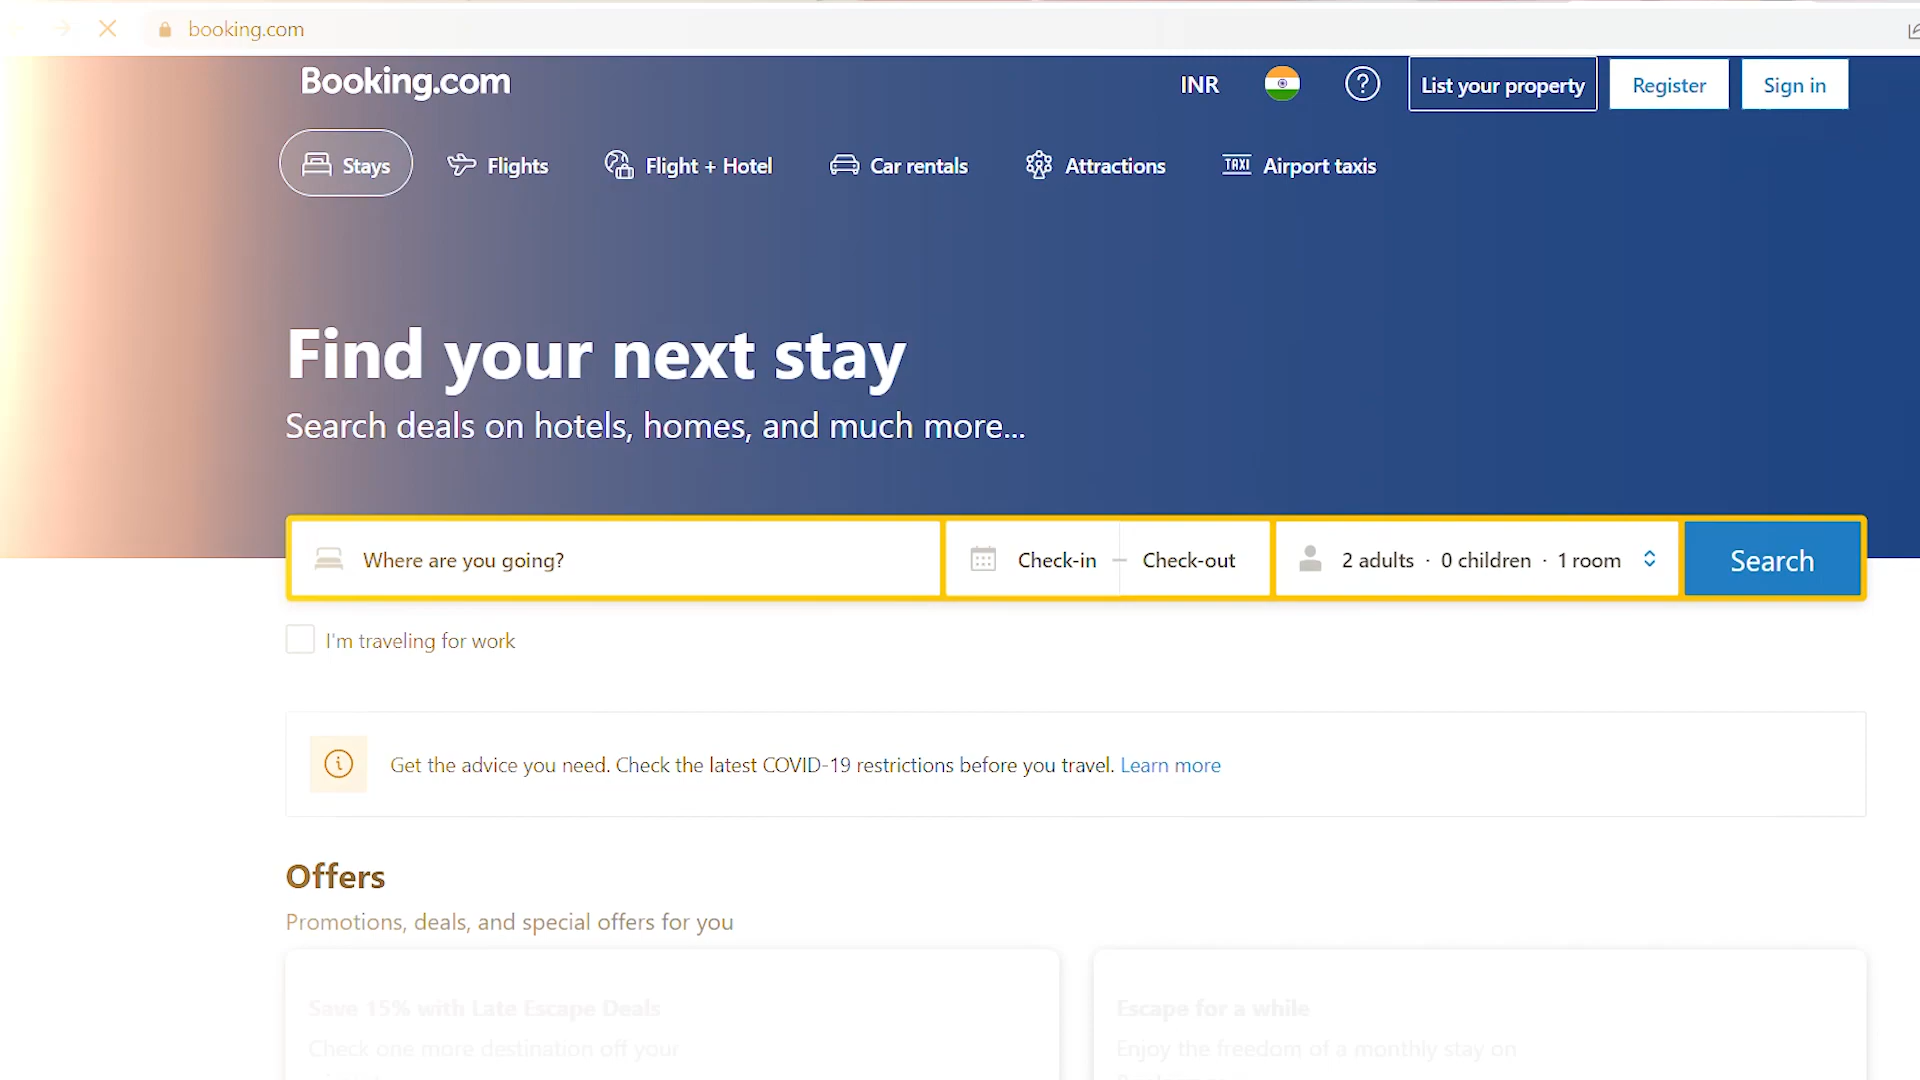 booking.com
Booking.com
INR
List your property
Register
Sign in
Stays
Flights
Flight + Hotel
Car rentals
Attractions
TAXI Airport taxis
Find your next stay
Search deals on hotels, homes, and much more...
Where are you going?
Check-in — Check-out
2 adults · 0 children · 1 room
Search
I'm traveling for work
Get the advice you need. Check the latest COVID-19 restrictions before you travel. Learn more
Offers
Promotions, deals, and special offers for you
Save 15% with Late Escape Deals
Check one more destination off your
Escape for a while
Enjoy the freedom of a monthly stay on